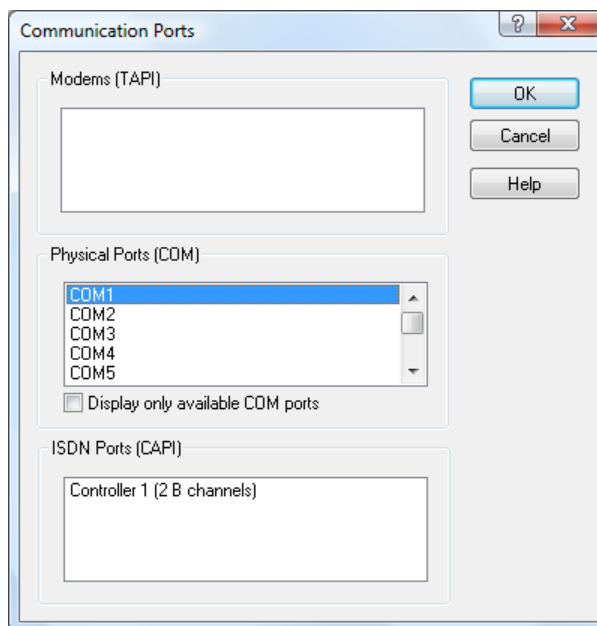 Communication Ports
?
X
Modems (TAPI)
OK
Cancel
Help
Physical Ports (COM)
COM1
COM2
COM3
COM4
COM5
Display only available COM ports
ISDN Ports (CAPI)
Controller 1 (2 B channels)